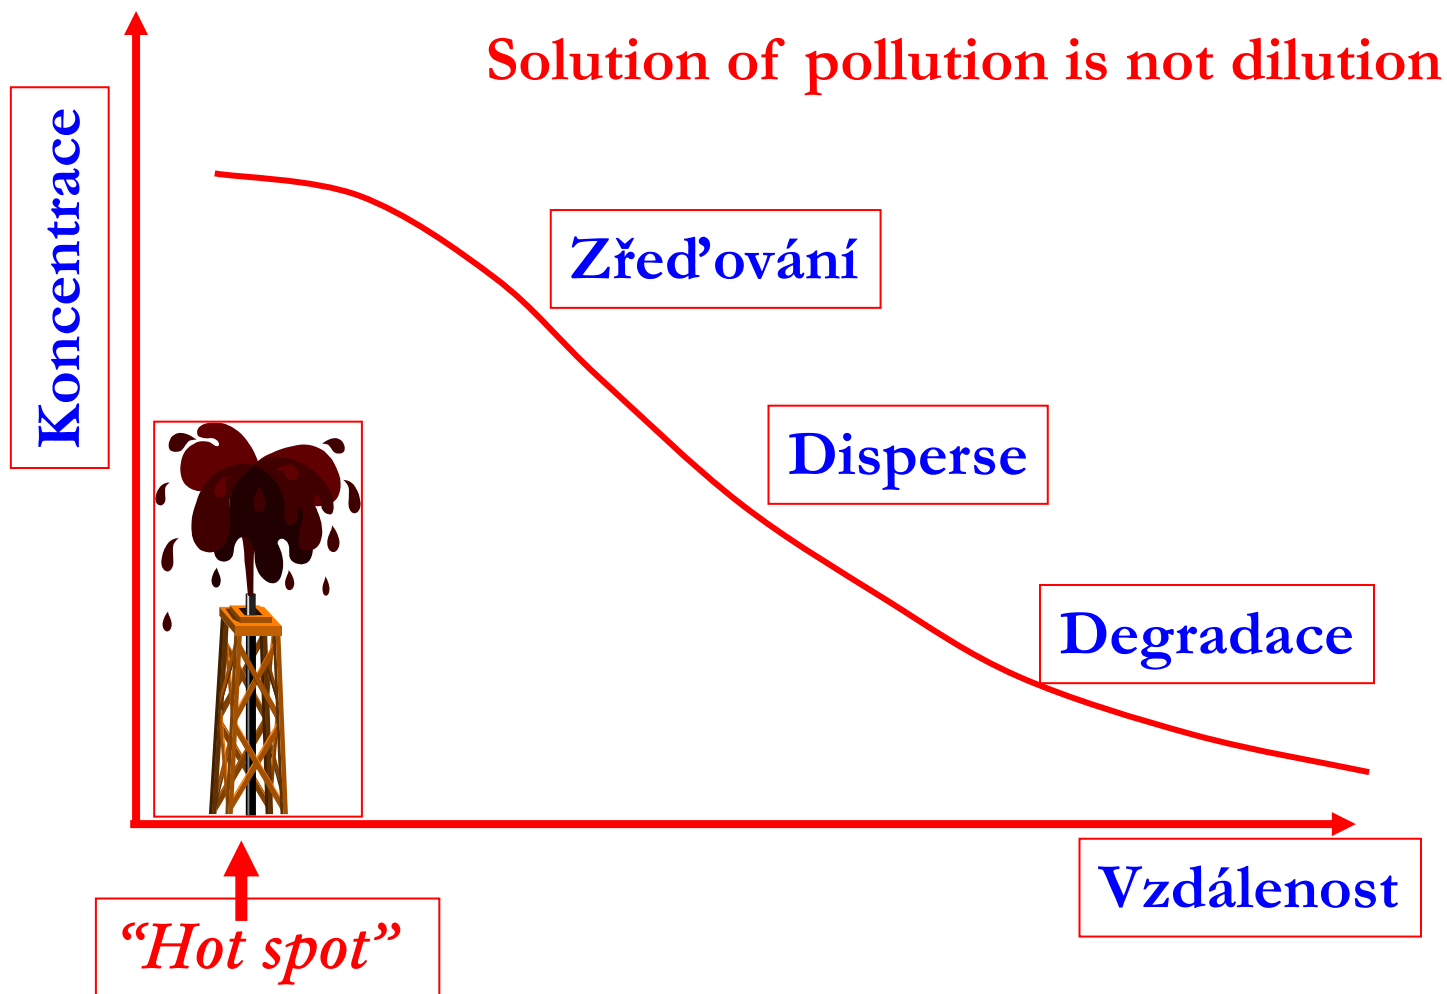 Solution of pollution is not dilution
Koncentrace
Zřeďování
Disperse
Degradace
Vzdálenost
“Hot spot”